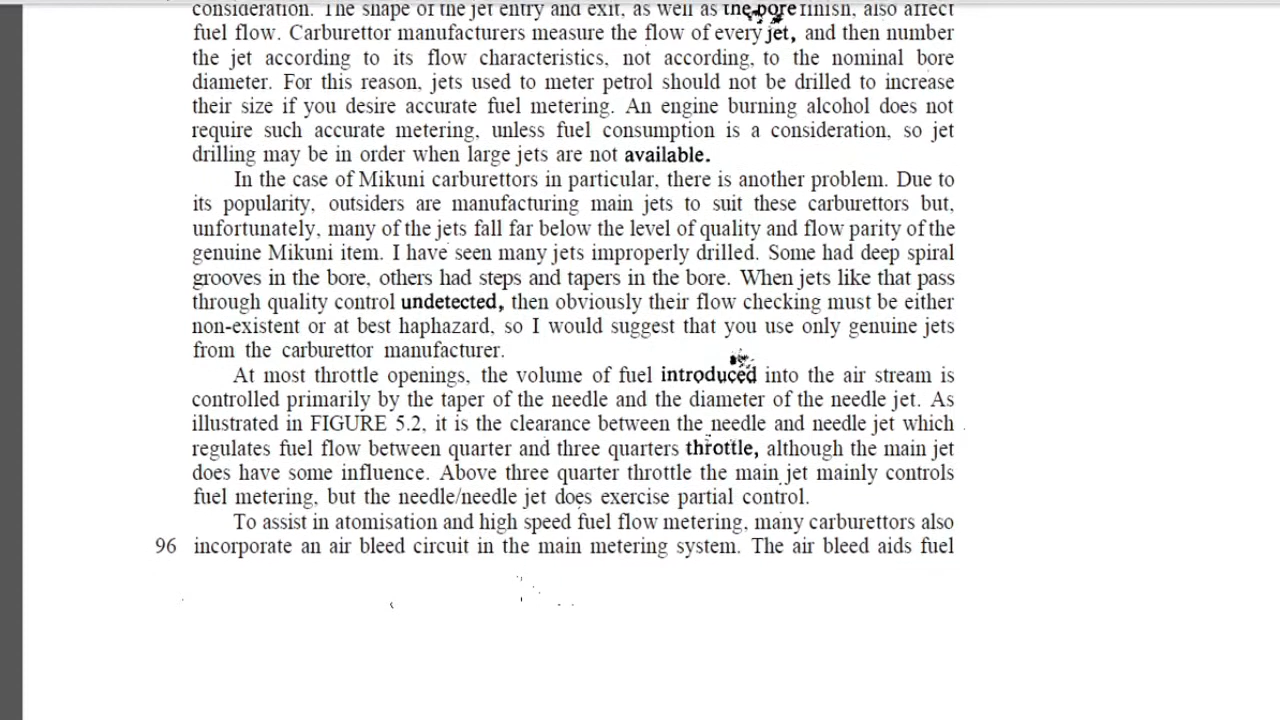 consideration. The shape of the jet entry and exit, as well as the bore finish, also affect
fuel flow. Carburettor manufacturers measure the flow of every jet, and then number
the jet according to its flow characteristics, not according, to the nominal bore
diameter. For this reason, jets used to meter petrol should not be drilled to increase
their size if you desire accurate fuel metering. An engine burning alcohol does not
require such accurate metering, unless fuel consumption is a consideration, so jet
drilling may be in order when large jets are not available.
In the case of Mikuni carburettors in particular, there is another problem. Due to
its popularity, outsiders are manufacturing main jets to suit these carburettors but,
unfortunately, many of the jets fall far below the level of quality and flow parity of the
genuine Mikuni item. I have seen many jets improperly drilled. Some had deep spiral
grooves in the bore, others had steps and tapers in the bore. When jets like that pass
through quality control undetected, then obviously their flow checking must be either
non-existent or at best haphazard, so I would suggest that you use only genuine jets
from the carburettor manufacturer.
At most throttle openings, the volume of fuel introduced into the air stream is
controlled primarily by the taper of the needle and the diameter of the needle jet. As
illustrated in FIGURE 5.2, it is the clearance between the needle and needle jet which
regulates fuel flow between quarter and three quarters throttle, although the main jet
does have some influence. Above three quarter throttle the main jet mainly controls
fuel metering, but the needle/needle jet does exercise partial control.
To assist in atomisation and high speed fuel flow metering, many carburettors also
96 incorporate an air bleed circuit in the main metering system. The air bleed aids fuel